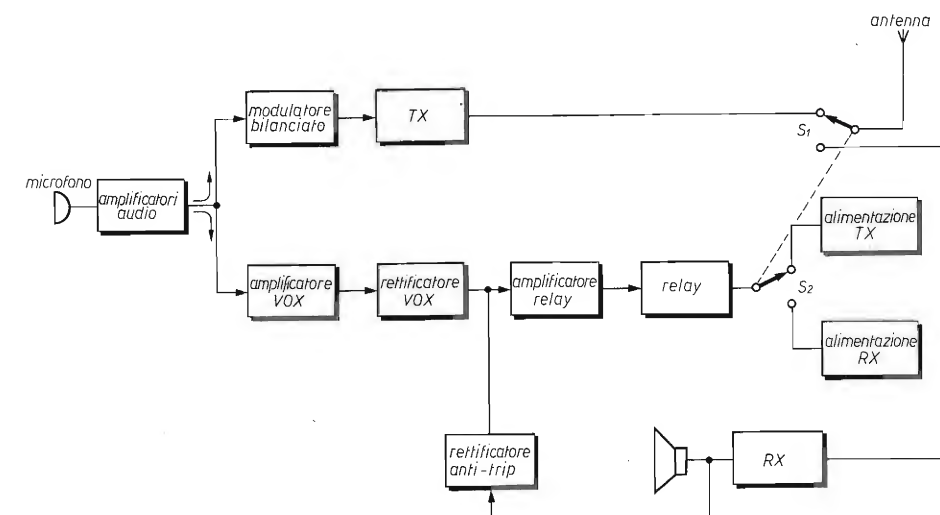 antenna
modulatore
bilanciato
TX
S1
microfono
amplificatori
audio
alimentazione
TX
amplificatore
VOX
rettificatore
VOX
amplificatore
relay
relay
S2
alimentazione
RX
rettificatore
anti-trip
RX